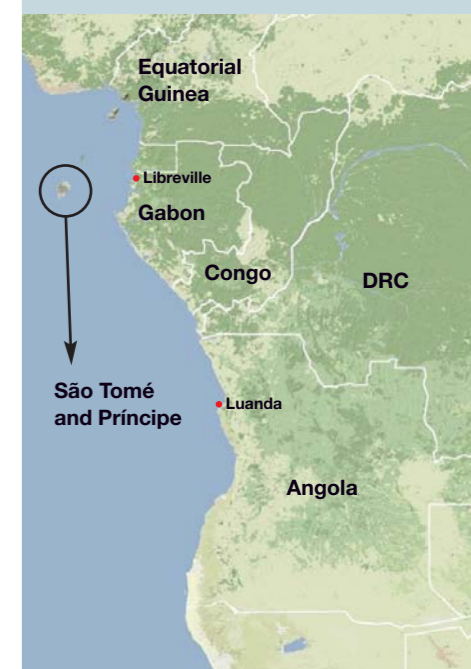 Equatorial
Guinea
Libreville
Gabon
Congo
DRC
São Tomé
and Príncipe
Luanda
Angola